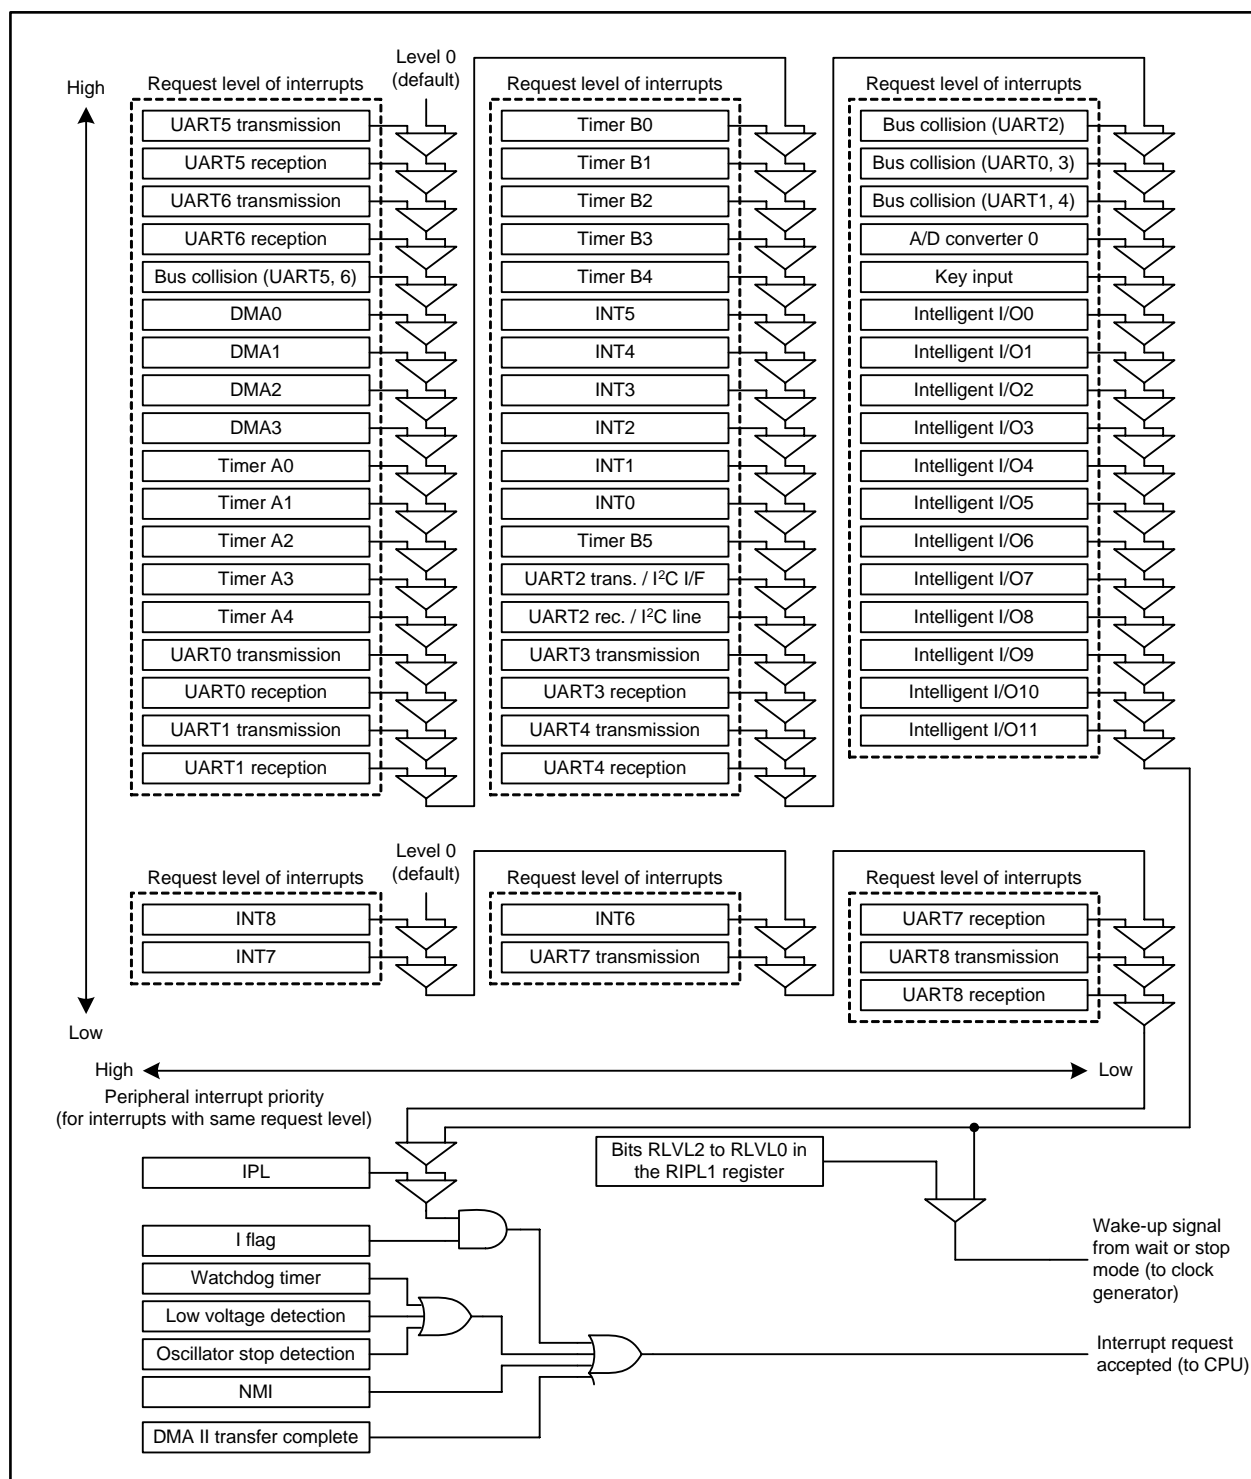 High
Request level of interrupts
UART5 transmission
UART5 reception
UART6 transmission
UART6 reception
Bus collision (UART5, 6)
DMA0
DMA1
DMA2
DMA3
Timer A0
Timer A1
Timer A2
Timer A3
Timer A4
UART0 transmission
UART0 reception
UART1 transmission
UART1 reception
Level 0
(default)
Request level of interrupts
Timer B0
Timer B1
Timer B2
Timer B3
Timer B4
INT5
INT4
INT3
INT2
INT1
INT0
Timer B5
UART2 trans. / I²C I/F
UART2 rec. / I²C line
UART3 transmission
UART3 reception
UART4 transmission
UART4 reception
Request level of interrupts
Bus collision (UART2)
Bus collision (UART0, 3)
Bus collision (UART1, 4)
A/D converter 0
Key input
Intelligent I/O0
Intelligent I/O1
Intelligent I/O2
Intelligent I/O3
Intelligent I/O4
Intelligent I/O5
Intelligent I/O6
Intelligent I/O7
Intelligent I/O8
Intelligent I/O9
Intelligent I/O10
Intelligent I/O11
Request level of interrupts
INT8
INT7
Level 0
(default)
Request level of interrupts
INT6
UART7 transmission
Request level of interrupts
UART7 reception
UART8 transmission
UART8 reception
Low
High
Low
Peripheral interrupt priority
(for interrupts with same request level)
IPL
I flag
Watchdog timer
Low voltage detection
Oscillator stop detection
NMI
DMA II transfer complete
Bits RLVL2 to RLVL0 in
the RIPL1 register
Wake-up signal
from wait or stop
mode (to clock
generator)
Interrupt request
accepted (to CPU)